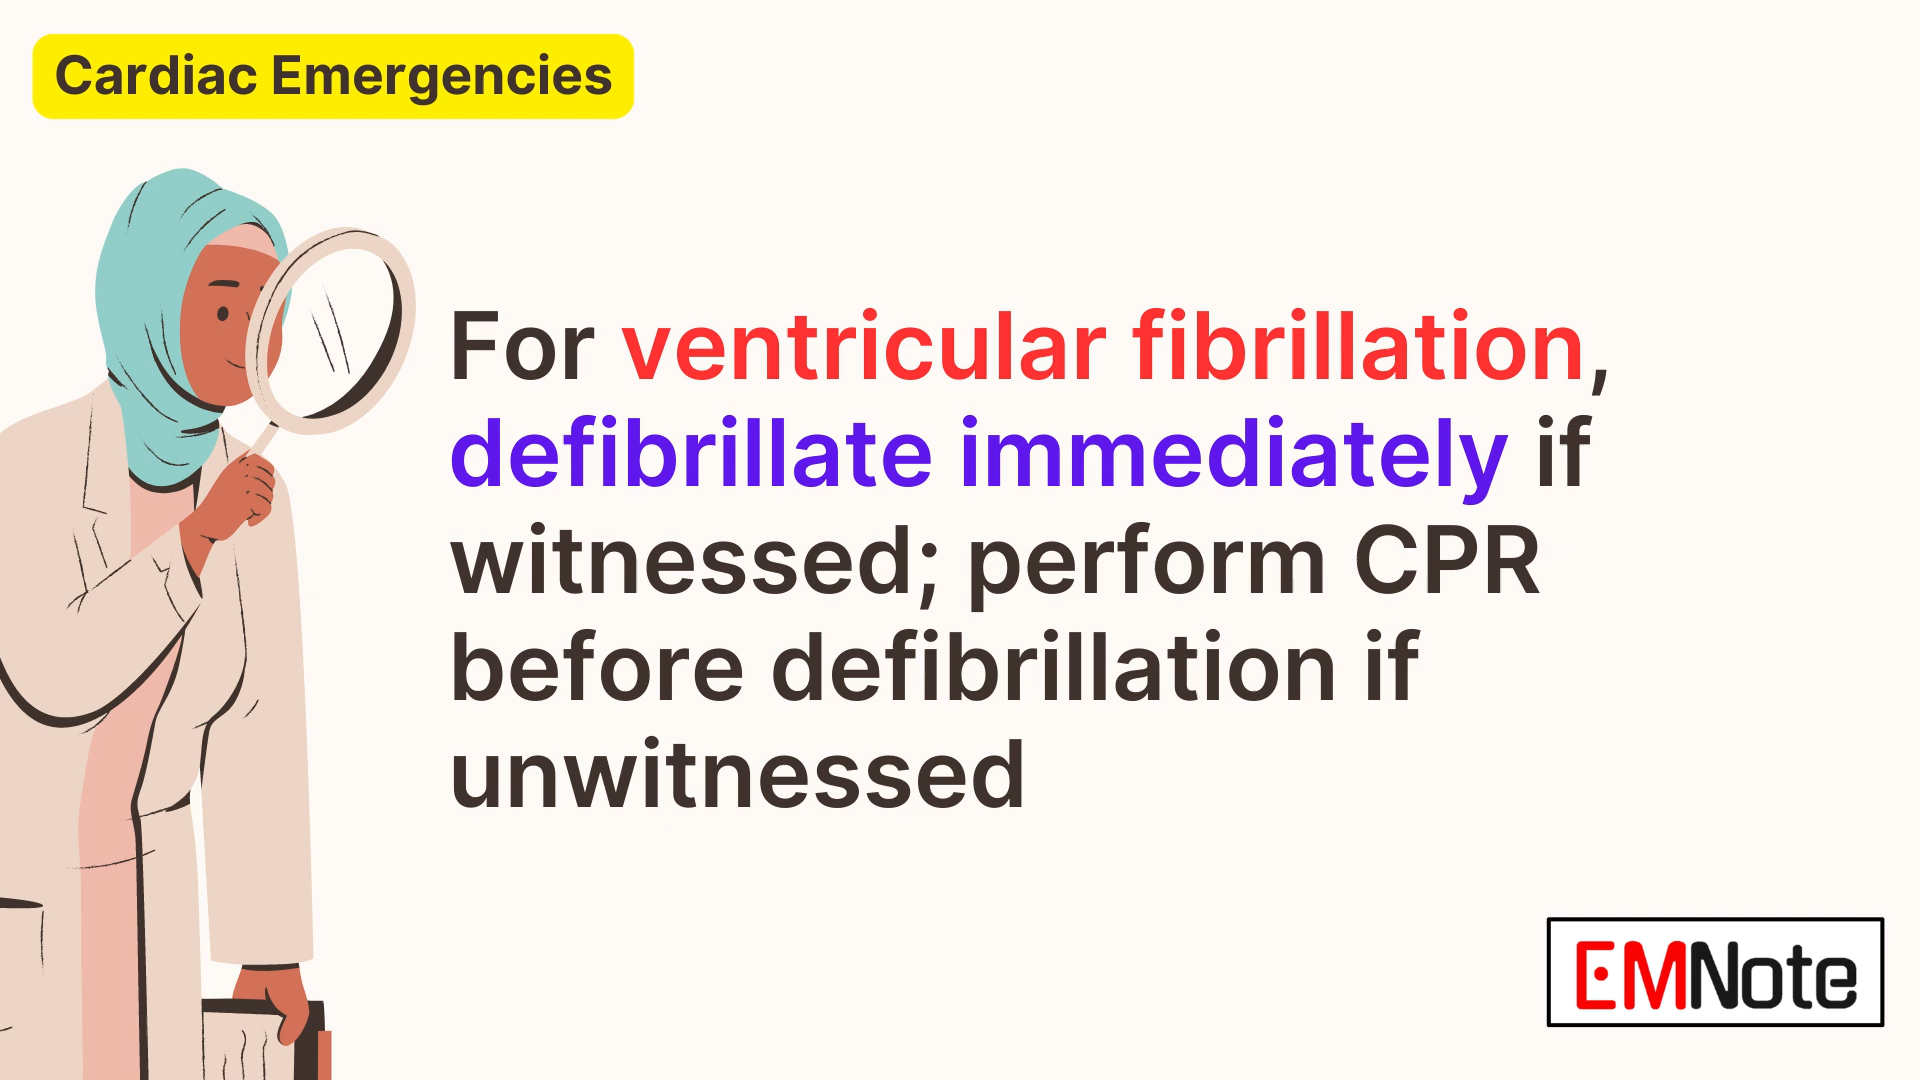 Cardiac Emergencies
For ventricular fibrillation,
defibrillate immediately if
witnessed; perform CPR
before defibrillation if
unwitnessed
EMNote